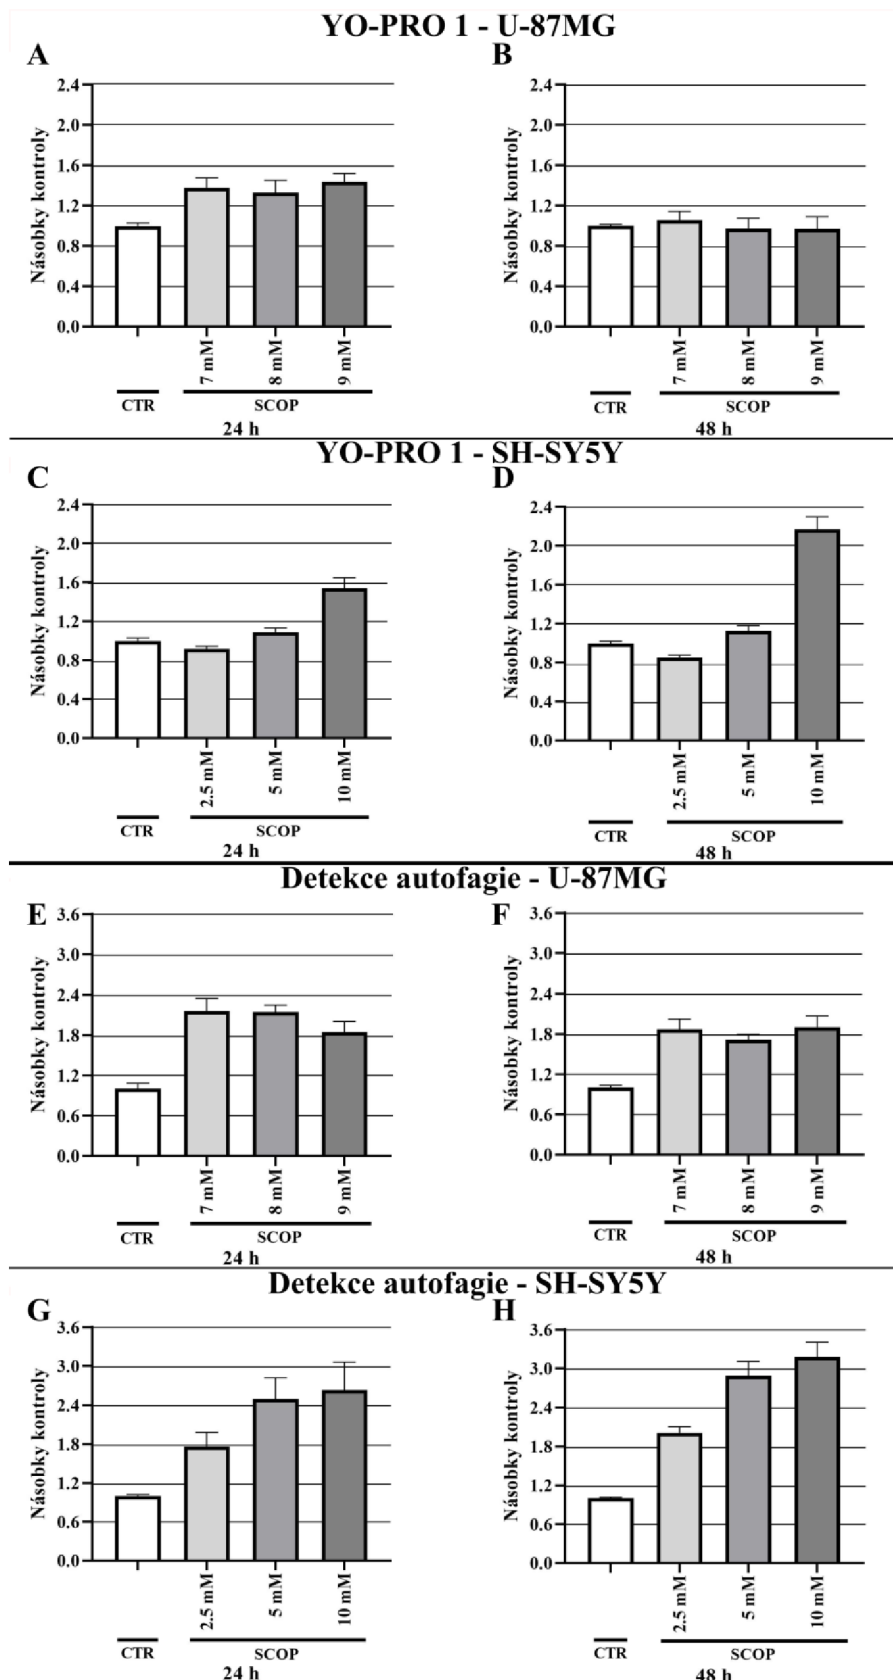 YO-PRO 1 - U-87MG
A
B
Násobky kontroly
2.4
2.0
1.6
1.2
0.8
0.4
0.0
7 mM
8 mM
9 mM
CTR
SCOP
24 h
Násobky kontroly
2.4
2.0
1.6
1.2
0.8
0.4
0.0
7 mM
8 mM
9 mM
CTR
SCOP
48 h
YO-PRO 1 - SH-SY5Y
C
D
Násobky kontroly
2.4
2.0
1.6
1.2
0.8
0.4
0.0
2.5 mM
5 mM
10 mM
CTR
SCOP
24 h
Násobky kontroly
2.4
2.0
1.6
1.2
0.8
0.4
0.0
2.5 mM
5 mM
10 mM
CTR
SCOP
48 h
Detekce autofagie - U-87MG
E
F
Násobky kontroly
3.6
3.0
2.4
1.8
1.2
0.6
0.0
7 mM
8 mM
9 mM
CTR
SCOP
24 h
Násobky kontroly
3.6
3.0
2.4
1.8
1.2
0.6
0.0
7 mM
8 mM
9 mM
CTR
SCOP
48 h
Detekce autofagie - SH-SY5Y
G
H
Násobky kontroly
3.6
3.0
2.4
1.8
1.2
0.6
0.0
2.5 mM
5 mM
10 mM
CTR
SCOP
24 h
Násobky kontroly
3.6
3.0
2.4
1.8
1.2
0.6
0.0
2.5 mM
5 mM
10 mM
CTR
SCOP
48 h